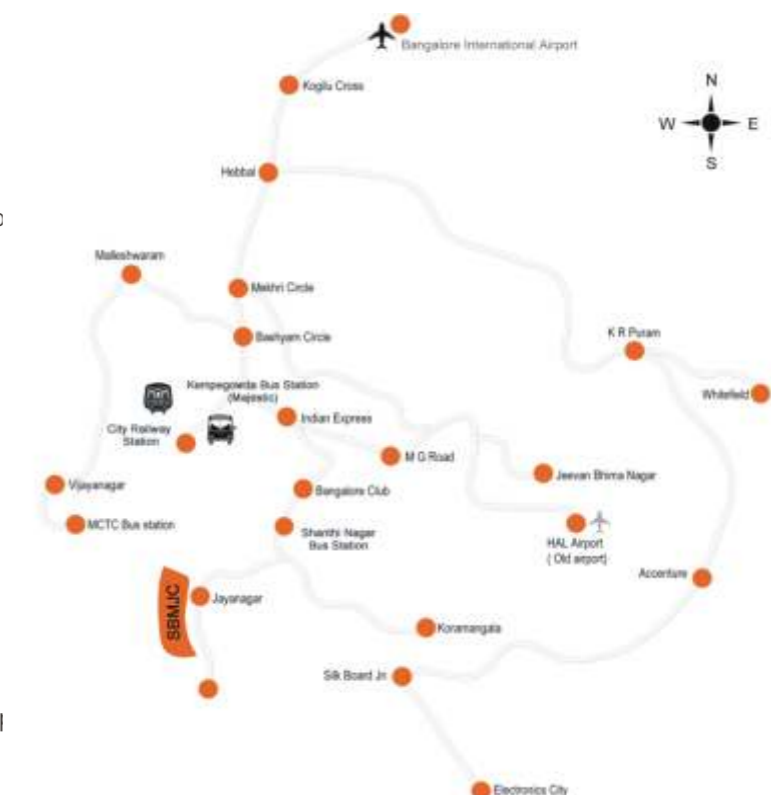 Bangalore International Airport
Kogilu Cross
N
W
E
S
Hebbal
Malleshwaram
Mekhri Circle
Bashyam Circle
K R Puram
Kempegowda Bus Station
(Majestic)
Whitefield
Indian Express
City Railway
Station
M G Road
Jeevan Bhima Nagar
Vijayanagar
Bangalore Club
MCTC Bus station
Shanthi Nagar
Bus Station
HAL Airport
( Old airport)
Accenture
SBMJC
Jayanagar
Koramangala
Silk Board Jn
Electronics City